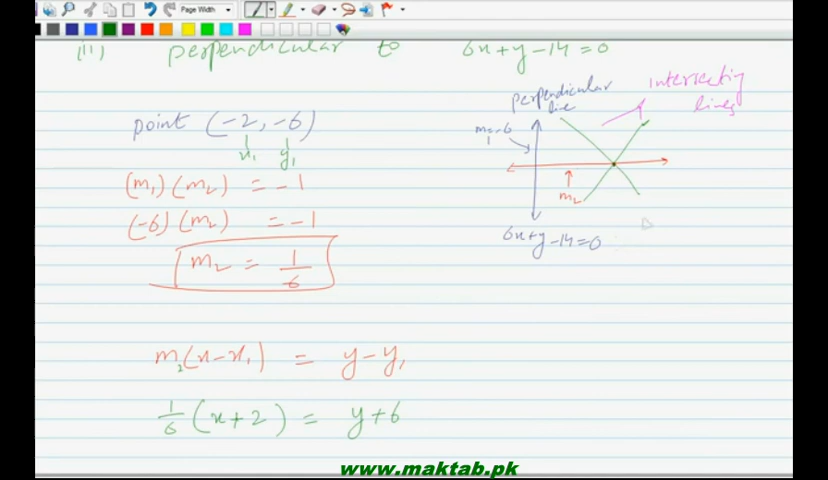 Page Width
(ii) perpendicular to 6x+y-14=0
point (-2, -6)
x₁ y₁
(m₁) (m₂) = -1
(-6) (m₂) = -1
m₂ = 1/6
m₂(x-x₁) = y-y₁
1/6 (x+2) = y+6
perpendicular
line
intersecting
lines
m₁=-6
m₂
6x+y-14=0
www.maktab.pk